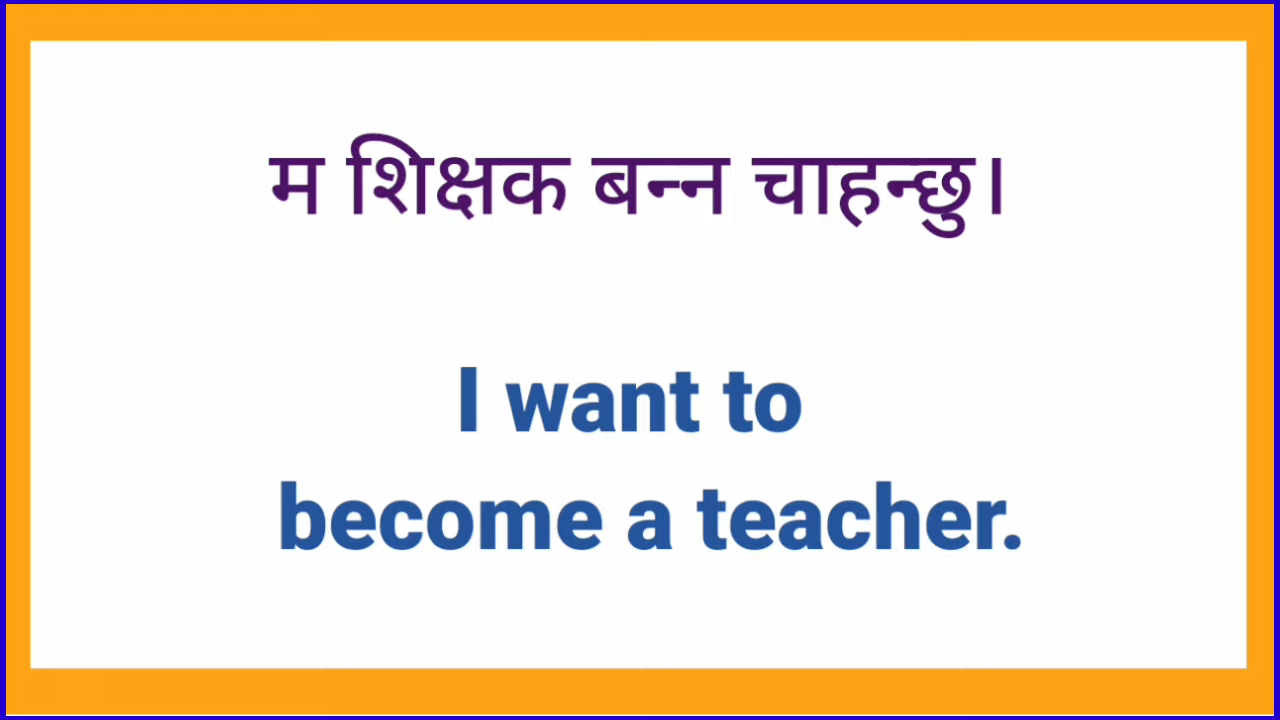 म शिक्षक बन्न चाहन्छु।
I want to
become a teacher.